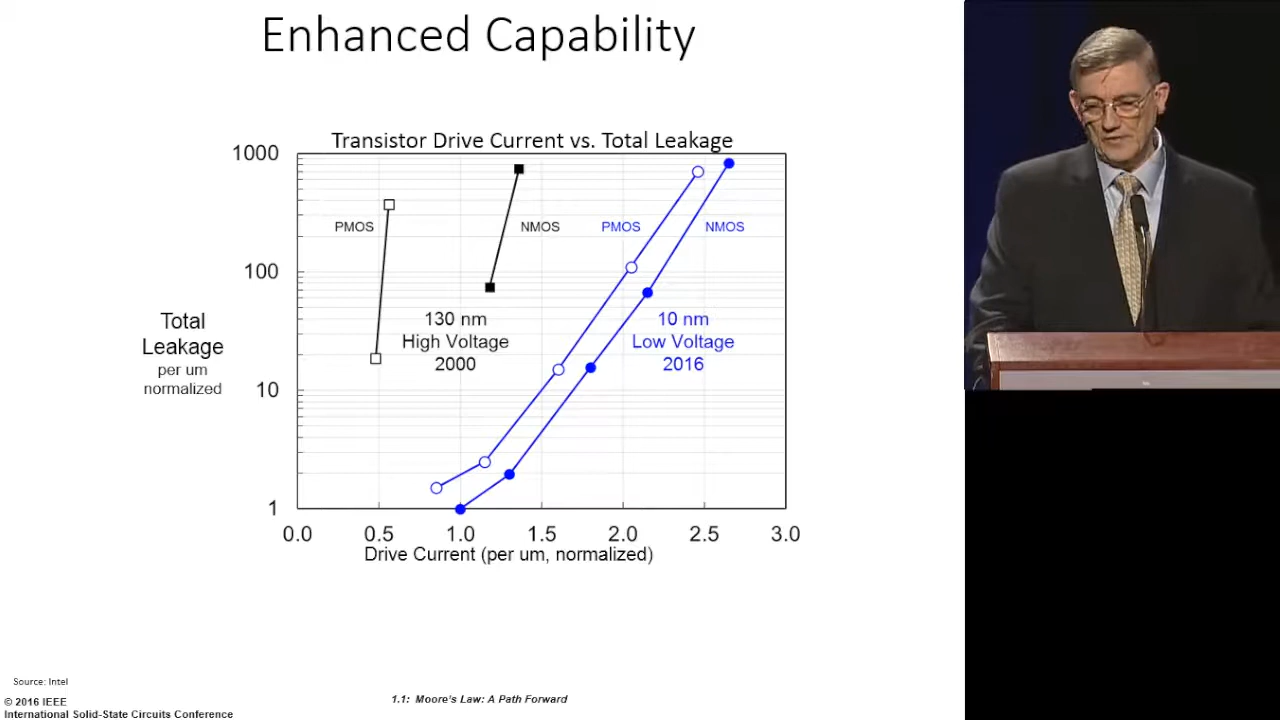 Enhanced Capability
Transistor Drive Current vs. Total Leakage
1000
100
10
1
Total
Leakage
per um
normalized
PMOS
NMOS
PMOS
NMOS
130 nm
High Voltage
2000
10 nm
Low Voltage
2016
0.0 0.5 1.0 1.5 2.0 2.5 3.0
Drive Current (per um, normalized)
Source: Intel
© 2016 IEEE
International Solid-State Circuits Conference
1.1: Moore's Law: A Path Forward